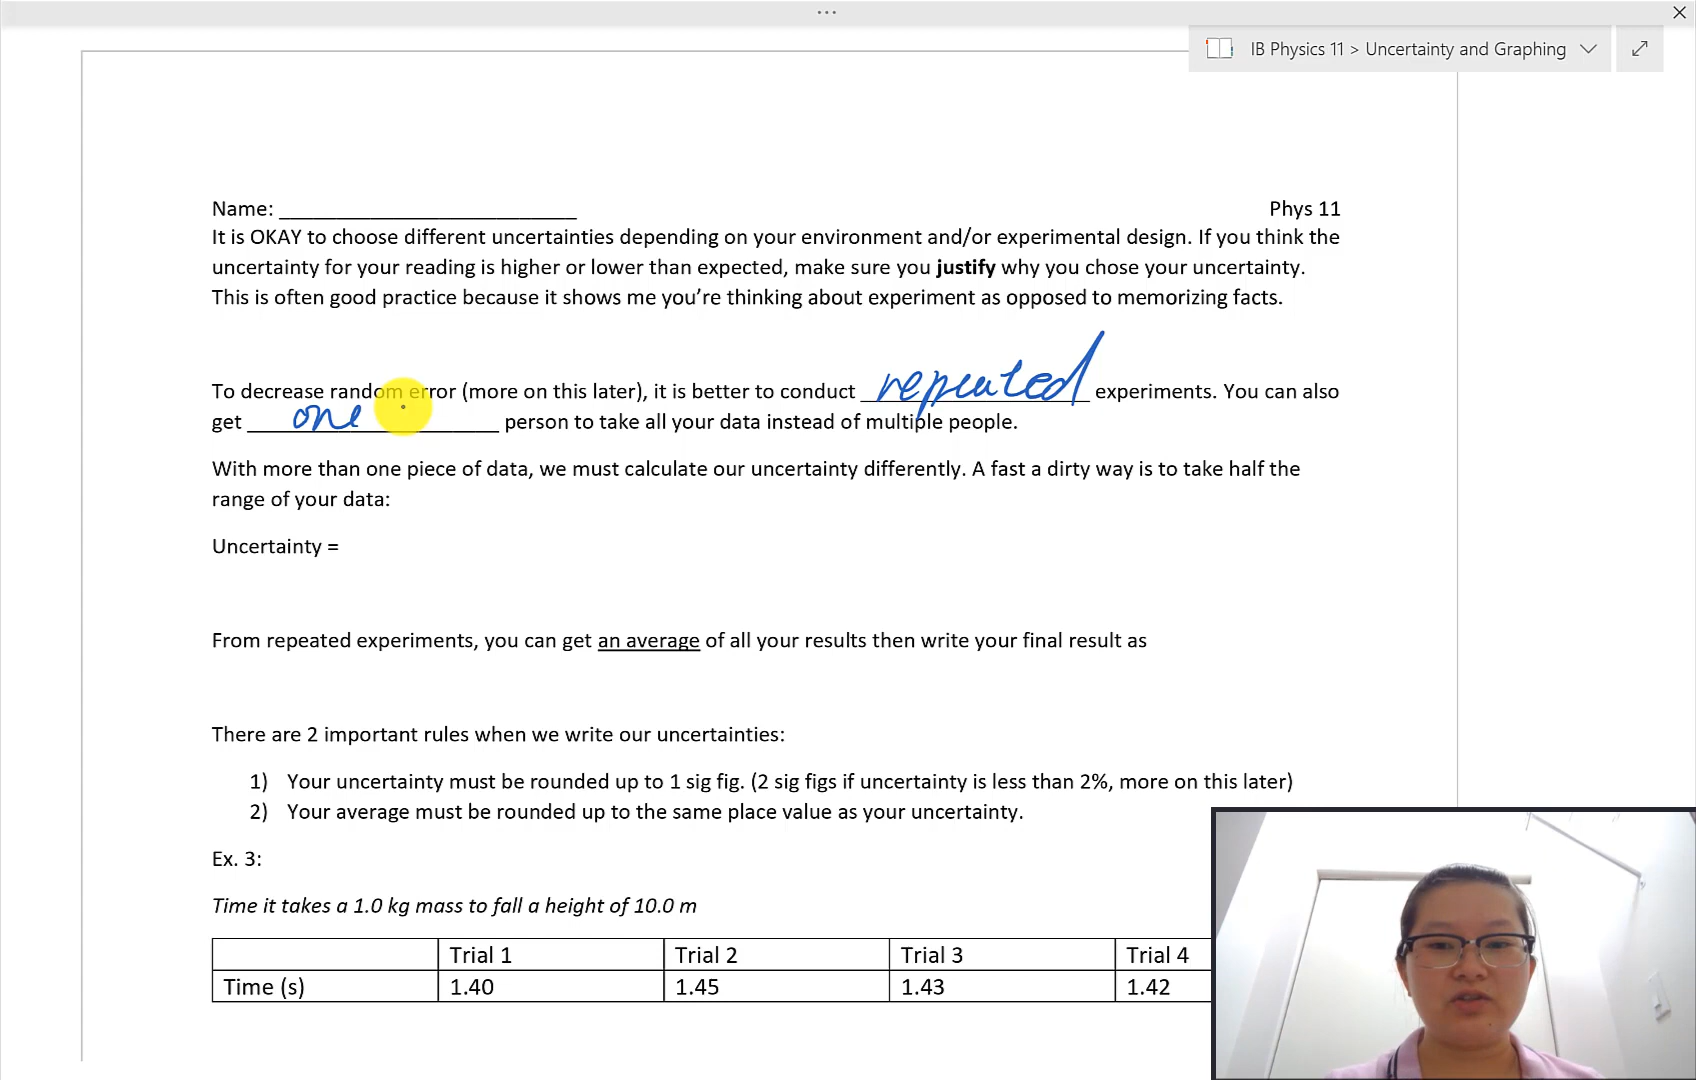 IB Physics 11 > Uncertainty and Graphing
Name: ___________________________ Phys 11
It is OKAY to choose different uncertainties depending on your environment and/or experimental design. If you think the
uncertainty for your reading is higher or lower than expected, make sure you justify why you chose your uncertainty.
This is often good practice because it shows me you're thinking about experiment as opposed to memorizing facts.
To decrease random error (more on this later), it is better to conduct repeated experiments. You can also
get one person to take all your data instead of multiple people.
With more than one piece of data, we must calculate our uncertainty differently. A fast a dirty way is to take half the
range of your data:
Uncertainty =
From repeated experiments, you can get an average of all your results then write your final result as
There are 2 important rules when we write our uncertainties:
1) Your uncertainty must be rounded up to 1 sig fig. (2 sig figs if uncertainty is less than 2%, more on this later)
2) Your average must be rounded up to the same place value as your uncertainty.
Ex. 3:
Time it takes a 1.0 kg mass to fall a height of 10.0 m
Trial 1 Trial 2 Trial 3 Trial 4
Time (s) 1.40 1.45 1.43 1.42